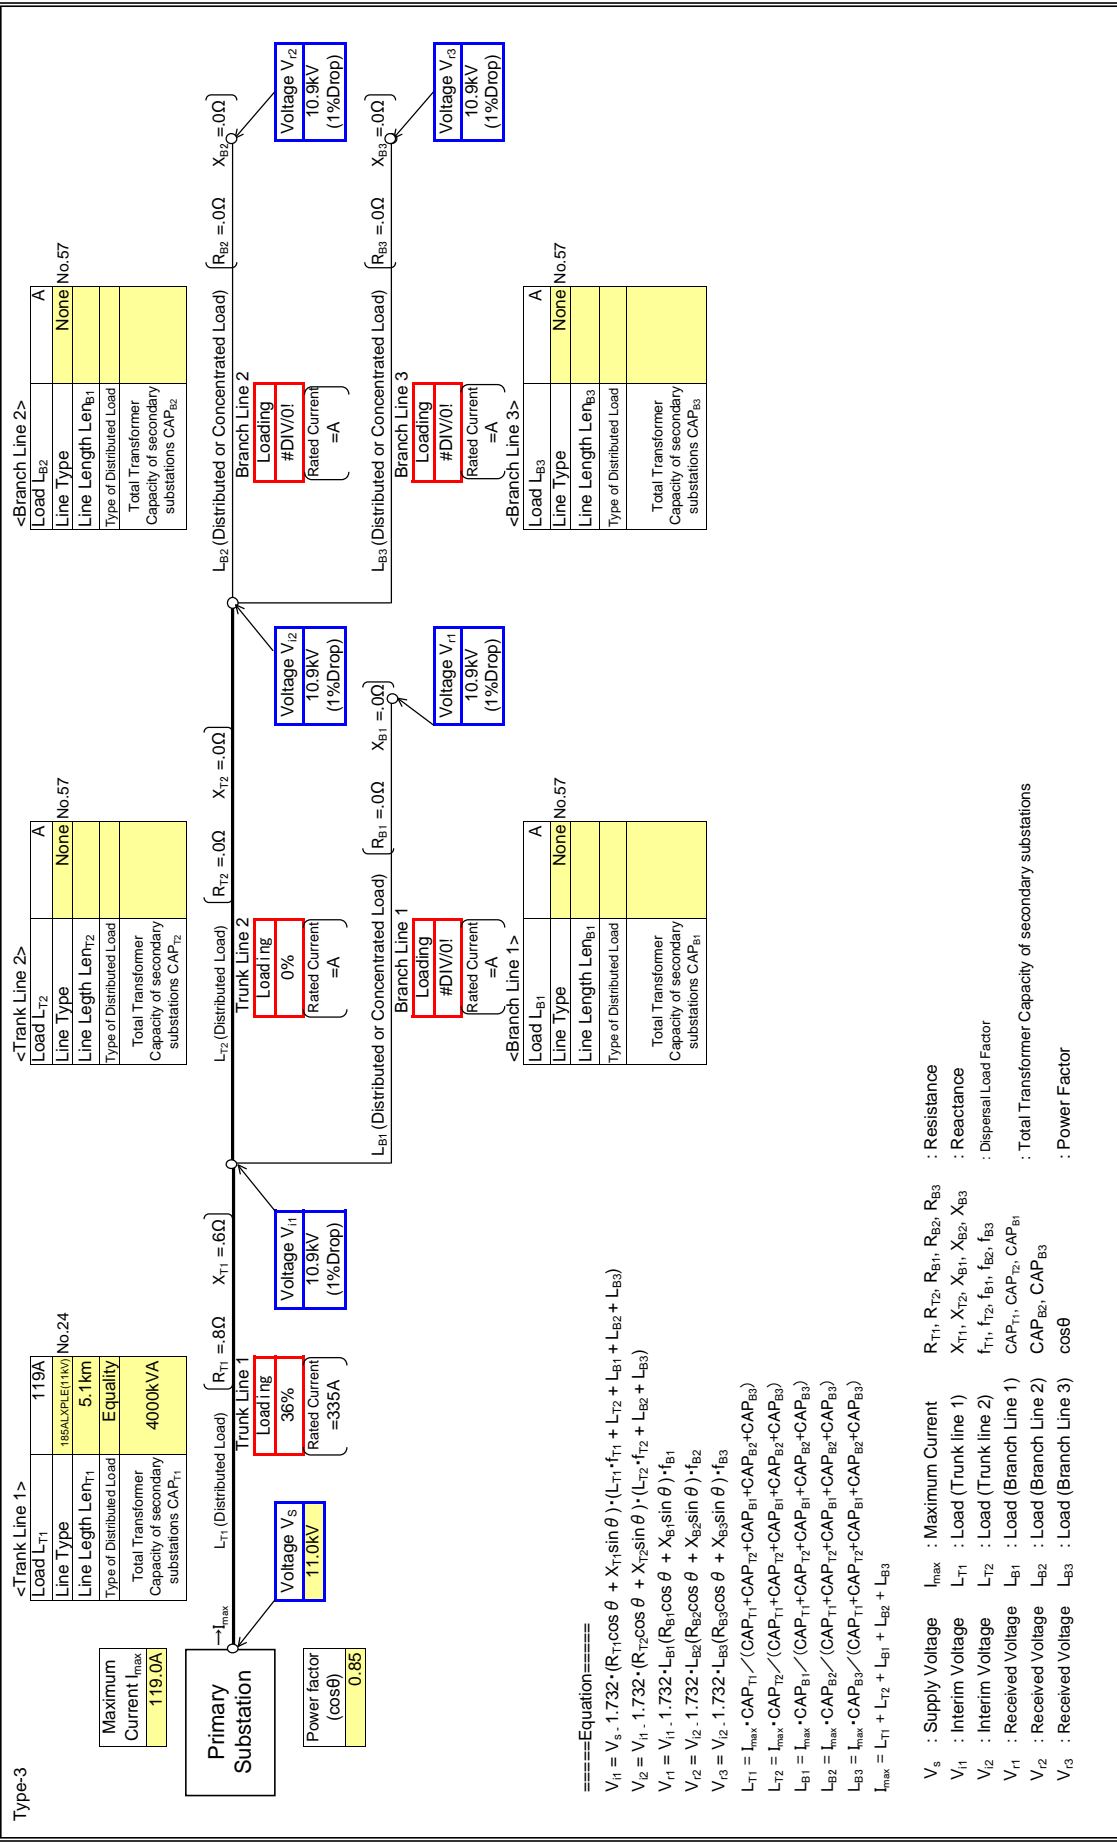 Type-3
Maximum
Current Imax
119.0A
Primary
Substation
Power factor
(cosθ)
0.85
→Imax
Voltage VS
11.0kV
<Trank Line 1>
Load LT1 119A
Line Type 185ALXPLE(11kV) No.24
Line Legth LenT1 5.1km
Type of Distributed Load Equality
Total Transformer
Capacity of secondary
substations CAPT1
4000kVA
LT1 (Distributed Load) [RT1 =.8Ω XT1 =.6Ω]
Trunk Line 1
Loading
36%
Rated Current
=335A
Voltage Vi1
10.9kV
(1%Drop)
<Trank Line 2>
Load LT2 A
Line Type None No.57
Line Legth LenT2
Type of Distributed Load
Total Transformer
Capacity of secondary
substations CAPT2
LT2 (Distributed Load) [RT2 =.0Ω XT2 =.0Ω]
Trunk Line 2
Loading
0%
Rated Current
=A
Voltage Vi2
10.9kV
(1%Drop)
LB1 (Distributed or Concentrated Load) [RB1 =.0Ω XB1 =.0Ω]
Branch Line 1
Loading
#DIV/0!
Rated Current
=A
Voltage Vr1
10.9kV
(1%Drop)
<Branch Line 1>
Load LB1 A
Line Type None No.57
Line Length LenB1
Type of Distributed Load
Total Transformer
Capacity of secondary
substations CAPB1
<Branch Line 2>
Load LB2 A
Line Type None No.57
Line Length LenB1
Type of Distributed Load
Total Transformer
Capacity of secondary
substations CAPB2
LB2 (Distributed or Concentrated Load) [RB2 =.0Ω XB2 =.0Ω]
Branch Line 2
Loading
#DIV/0!
Rated Current
=A
Voltage Vr2
10.9kV
(1%Drop)
LB3 (Distributed or Concentrated Load) [RB3 =.0Ω XB3 =.0Ω]
Branch Line 3
Loading
#DIV/0!
Rated Current
=A
Voltage Vr3
10.9kV
(1%Drop)
<Branch Line 3>
Load LB3 A
Line Type None No.57
Line Length LenB3
Type of Distributed Load
Total Transformer
Capacity of secondary
substations CAPB3
=====Equation=====
Vi1 = Vs - 1.732・(RT1cos θ + XT1sin θ)・(LT1・fT1 + LT2 + LB1 + LB2 + LB3)
Vi2 = Vi1 - 1.732・(RT2cos θ + XT2sin θ)・(LT2・fT2 + LB2 + LB3)
Vr1 = Vi1 - 1.732・LB1(RB1cos θ + XB1sin θ)・fB1
Vr2 = Vi2 - 1.732・LB2(RB2cos θ + XB2sin θ)・fB2
Vr3 = Vi2 - 1.732・LB3(RB3cos θ + XB3sin θ)・fB3
LT1 = Imax・CAPT1／(CAPT1+CAPT2+CAPB1+CAPB2+CAPB3)
LT2 = Imax・CAPT2／(CAPT1+CAPT2+CAPB1+CAPB2+CAPB3)
LB1 = Imax・CAPB1／(CAPT1+CAPT2+CAPB1+CAPB2+CAPB3)
LB2 = Imax・CAPB2／(CAPT1+CAPT2+CAPB1+CAPB2+CAPB3)
LB3 = Imax・CAPB3／(CAPT1+CAPT2+CAPB1+CAPB2+CAPB3)
Imax = LT1 + LT2 + LB1 + LB2 + LB3
Vs : Supply Voltage Imax : Maximum Current RT1, RT2, RB1, RB2, RB3 : Resistance
Vi1 : Interim Voltage LT1 : Load (Trunk line 1) XT1, XT2, XB1, XB2, XB3 : Reactance
Vi2 : Interim Voltage LT2 : Load (Trunk line 2) fT1, fT2, fB1, fB2, fB3 : Dispersal Load Factor
Vr1 : Received Voltage LB1 : Load (Branch Line 1) CAPT1, CAPT2, CAPB1
Vr2 : Received Voltage LB2 : Load (Branch Line 2) CAPB2, CAPB3 : Total Transformer Capacity of secondary substations
Vr3 : Received Voltage LB3 : Load (Branch Line 3) cosθ : Power Factor